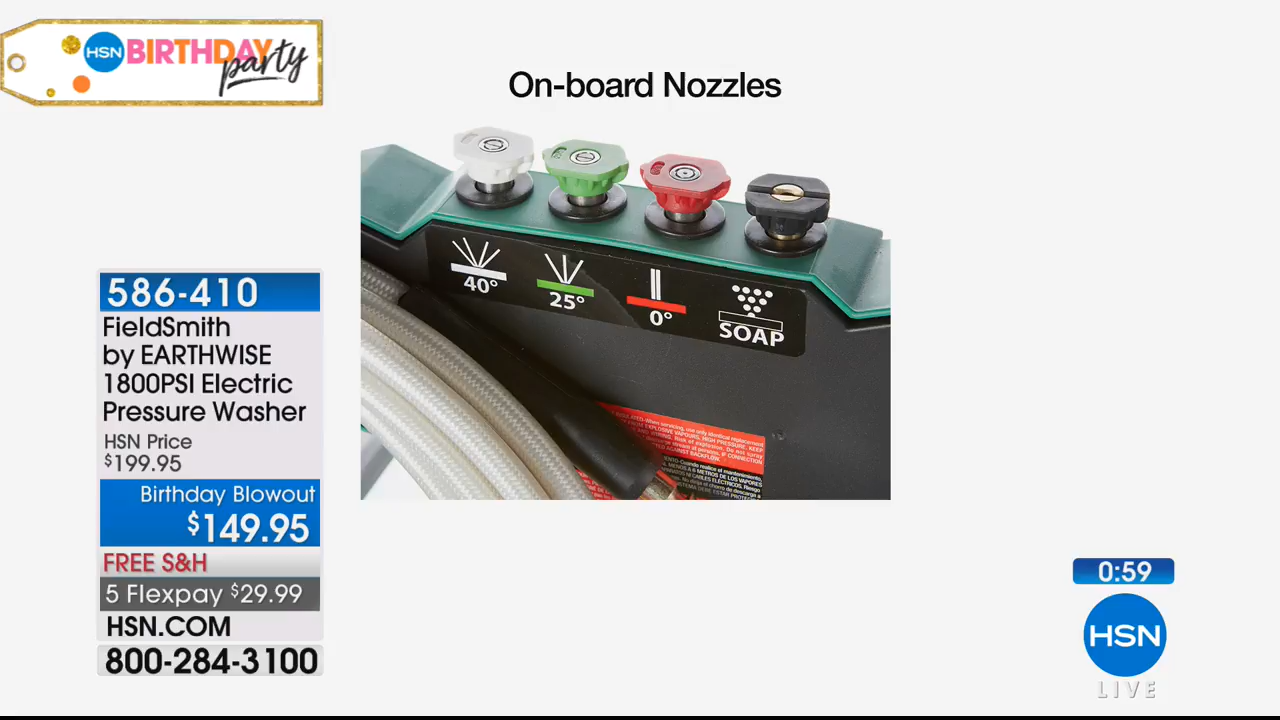 HSN BIRTHDAY
party
On-board Nozzles
40°
25°
0°
SOAP
586-410
FieldSmith
by EARTHWISE
1800PSI Electric
Pressure Washer
HSN Price
$199.95
Birthday Blowout
$149.95
FREE S&H
5 Flexpay $29.99
HSN.COM
800-284-3100
0:59
HSN
LIVE